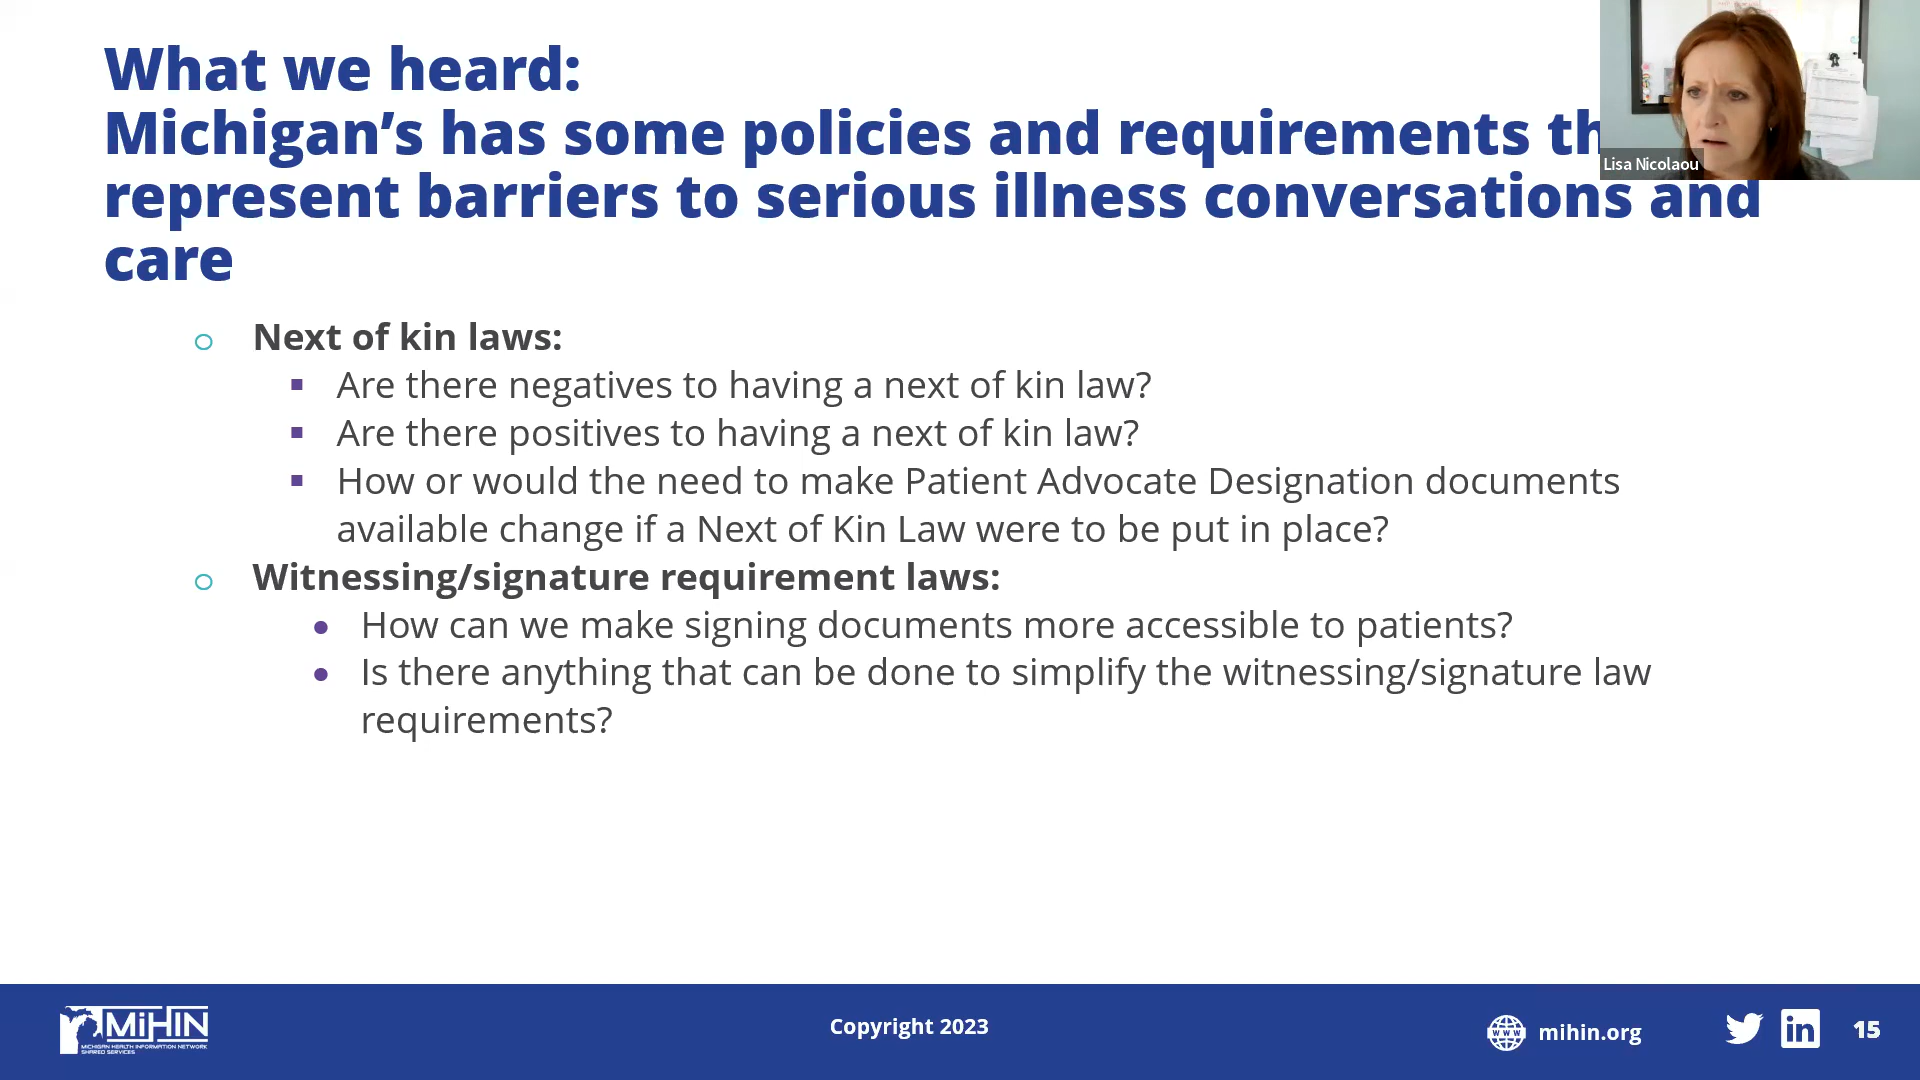 What we heard:
Michigan’s has some policies and requirements th
represent barriers to serious illness conversations and
care
Lisa Nicolaou
Next of kin laws:
Are there negatives to having a next of kin law?
Are there positives to having a next of kin law?
How or would the need to make Patient Advocate Designation documents
available change if a Next of Kin Law were to be put in place?
Witnessing/signature requirement laws:
How can we make signing documents more accessible to patients?
Is there anything that can be done to simplify the witnessing/signature law
requirements?
MiHIN
MICHIGAN HEALTH INFORMATION NETWORK
SHARED SERVICES
Copyright 2023
WWW
mihin.org
in
15